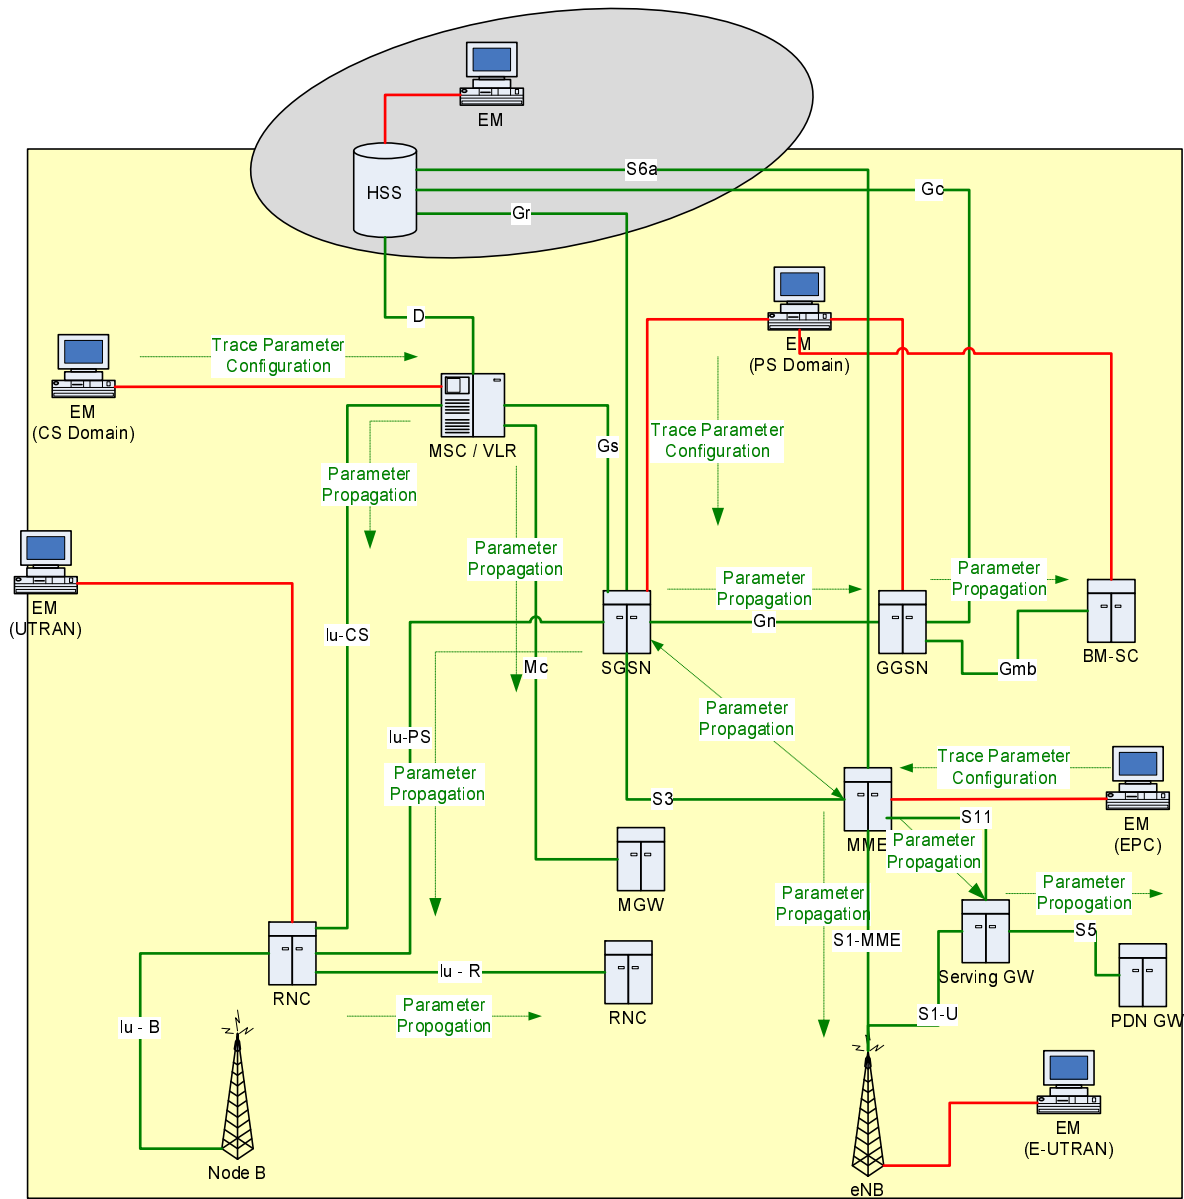 EM
HSS
S6a
Gc
Gr
D
EM
(PS Domain)
Trace Parameter
Configuration
EM
(CS Domain)
MSC / VLR
Gs
Trace Parameter
Configuration
Parameter
Propagation
Parameter
Propagation
EM
(UTRAN)
Parameter
Propagation
Parameter
Propagation
Iu-CS
Gn
SGSN
GGSN
BM-SC
Gmb
Mc
Parameter
Propagation
Iu-PS
Parameter
Propagation
Trace Parameter
Configuration
S3
S11
MME
EM
(EPC)
Parameter
Propagation
MGW
Parameter
Propagation
Parameter
Propogation
S1-MME
S5
Serving GW
Iu - R
RNC
RNC
Parameter
Propogation
S1-U
PDN GW
Iu - B
EM
(E-UTRAN)
Node B
eNB